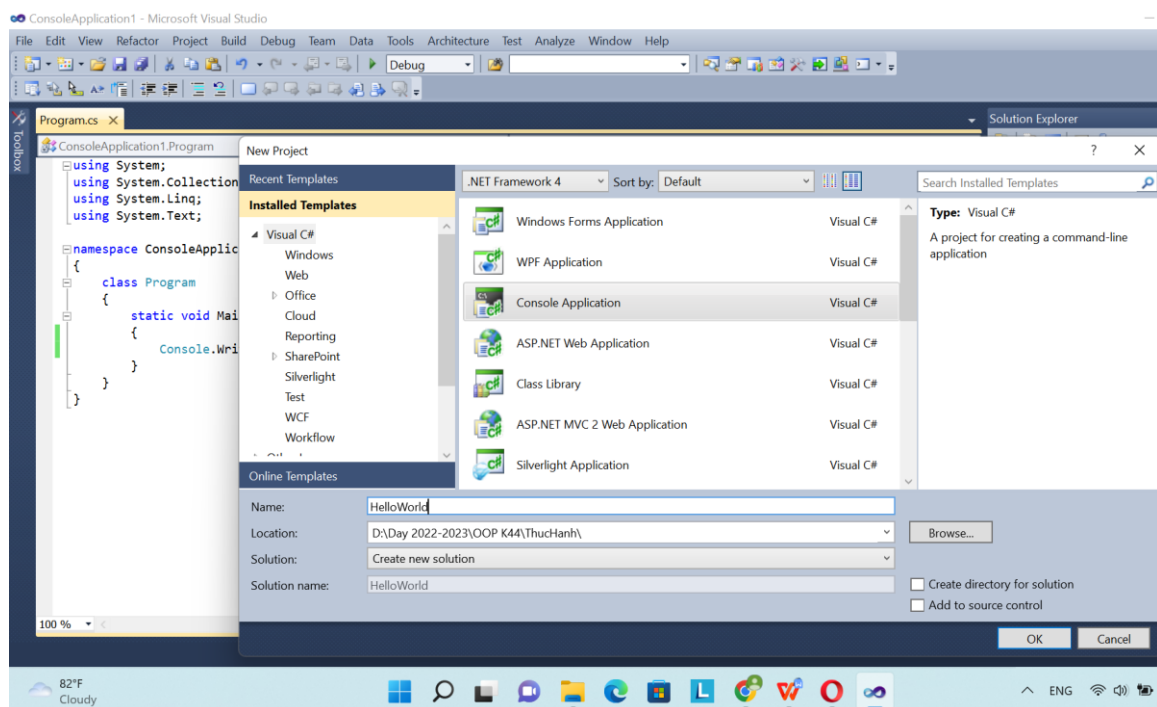 ConsoleApplication1 - Microsoft Visual Studio
File Edit View Refactor Project Build Debug Team Data Tools Architecture Test Analyze Window Help
Debug
Toolbox
Program.cs
Solution Explorer
ConsoleApplication1.Program
using System;
using System.Collection
using System.Linq;
using System.Text;
namespace ConsoleApplic
{
class Program
{
static void Mai
{
Console.Wri
}
}
}
100 %
New Project
Recent Templates
.NET Framework 4
Sort by: Default
Search Installed Templates
Installed Templates
Visual C#
Windows
Web
Office
Cloud
Reporting
SharePoint
Silverlight
Test
WCF
Workflow
Online Templates
Windows Forms Application Visual C#
WPF Application Visual C#
Console Application Visual C#
ASP.NET Web Application Visual C#
Class Library Visual C#
ASP.NET MVC 2 Web Application Visual C#
Silverlight Application Visual C#
Type: Visual C#
A project for creating a command-line
application
Name: HelloWorld
Location: D:\Day 2022-2023\OOP K44\ThucHanh\
Browse...
Solution: Create new solution
Solution name: HelloWorld
Create directory for solution
Add to source control
OK Cancel
82°F
Cloudy
ENG